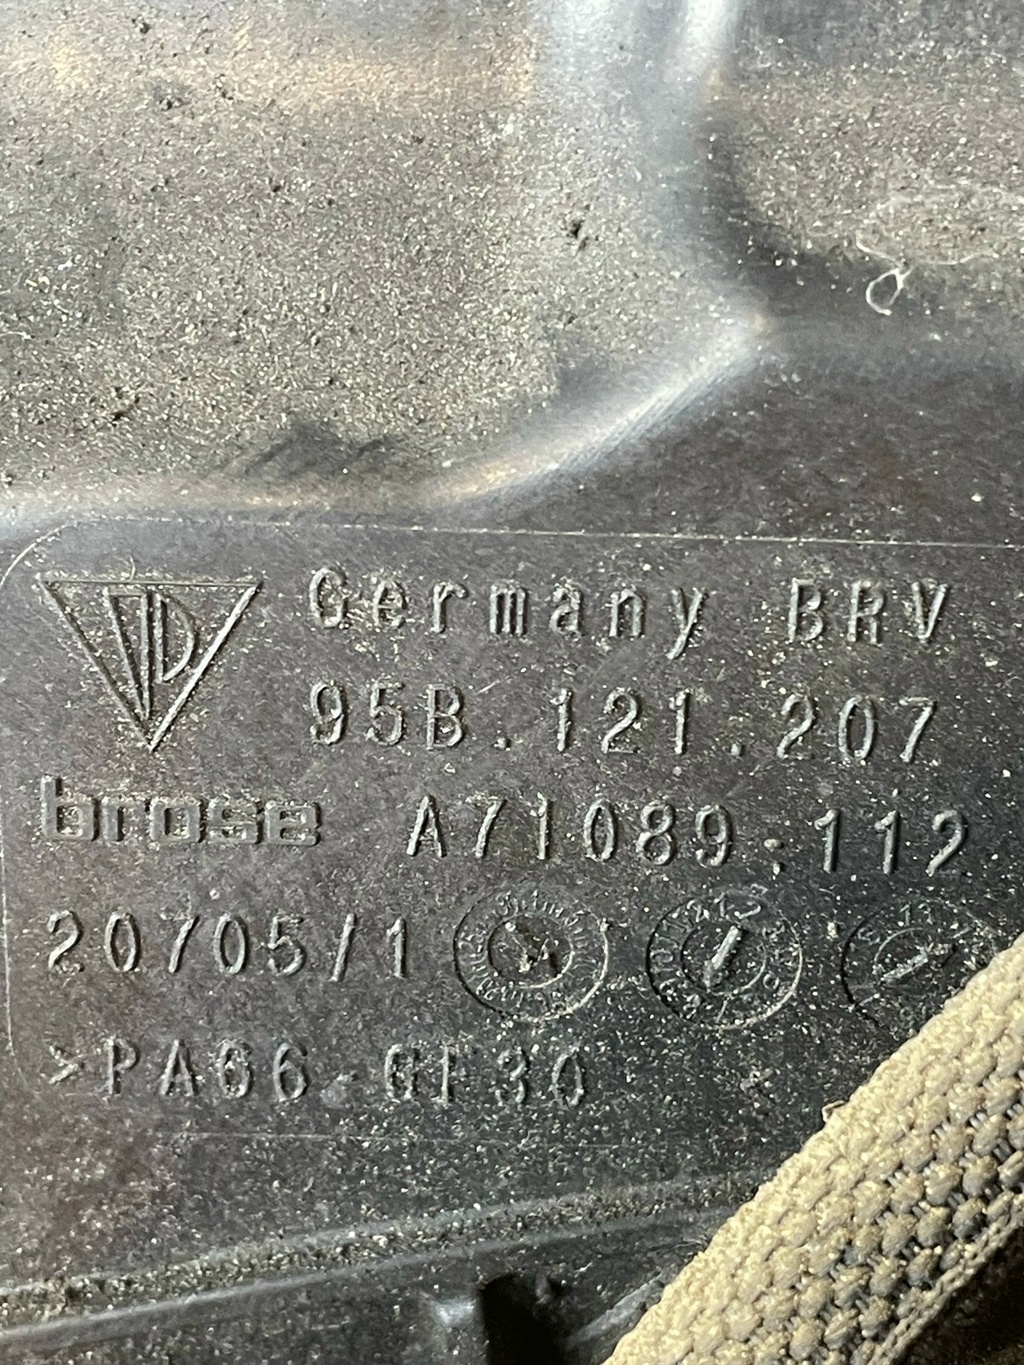 Germany BRV
95B.121.207
brose A71089.112
20705/1
>PA66.GF30